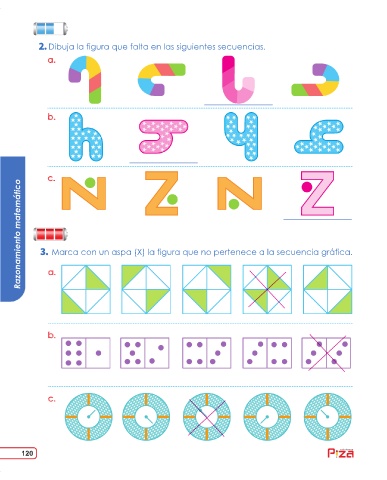 2. Dibuja la figura que falta en las siguientes secuencias.
a.
b.
c.
Razonamiento matemático
3. Marca con un aspa (X) la figura que no pertenece a la secuencia gráfica.
a.
b.
c.
120